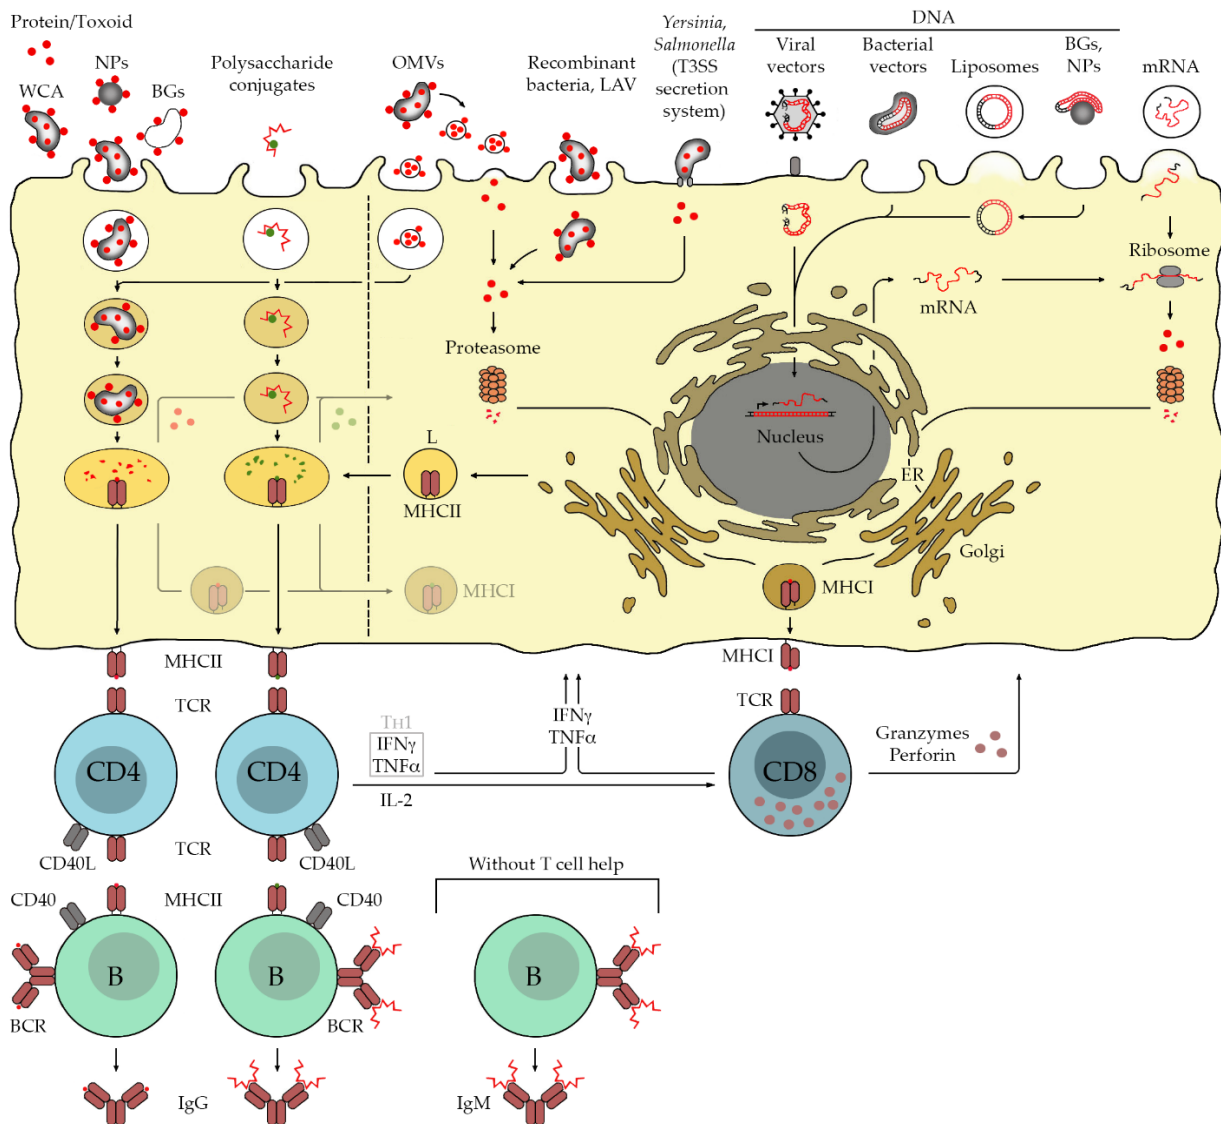 Protein/Toxoid
NPs
WCA
BGs
Polysaccharide
conjugates
OMVs
Recombinant
bacteria, LAV
Yersinia,
Salmonella
(T3SS
secretion
system)
DNA
Viral
vectors
Bacterial
vectors
Liposomes
BGs,
NPs
mRNA
Ribosome
mRNA
Proteasome
Nucleus
ER
L
MHCII
Golgi
MHCI
MHCI
MHCII
MHCI
TCR
TCR
CD4
CD4
TH1
IFNγ
TNFα
IL-2
IFNγ
TNFα
CD8
Granzymes
Perforin
CD40L
TCR
CD40L
CD40
MHCII
CD40
Without T cell help
B
B
B
BCR
BCR
IgG
IgM